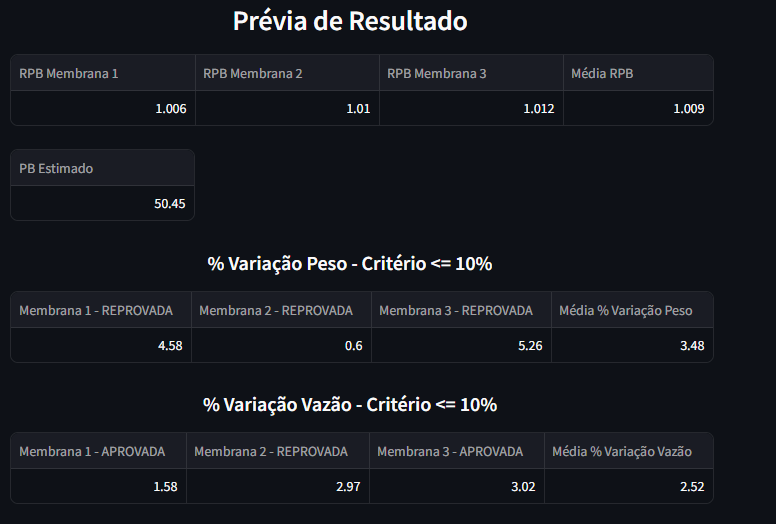 Prévia de Resultado
RPB Membrana 1 RPB Membrana 2 RPB Membrana 3 Média RPB
1.006 1.01 1.012 1.009
PB Estimado
50.45
% Variação Peso - Critério <= 10%
Membrana 1 - REPROVADA Membrana 2 - REPROVADA Membrana 3 - REPROVADA Média % Variação Peso
4.58 0.6 5.26 3.48
% Variação Vazão - Critério <= 10%
Membrana 1 - APROVADA Membrana 2 - REPROVADA Membrana 3 - APROVADA Média % Variação Vazão
1.58 2.97 3.02 2.52